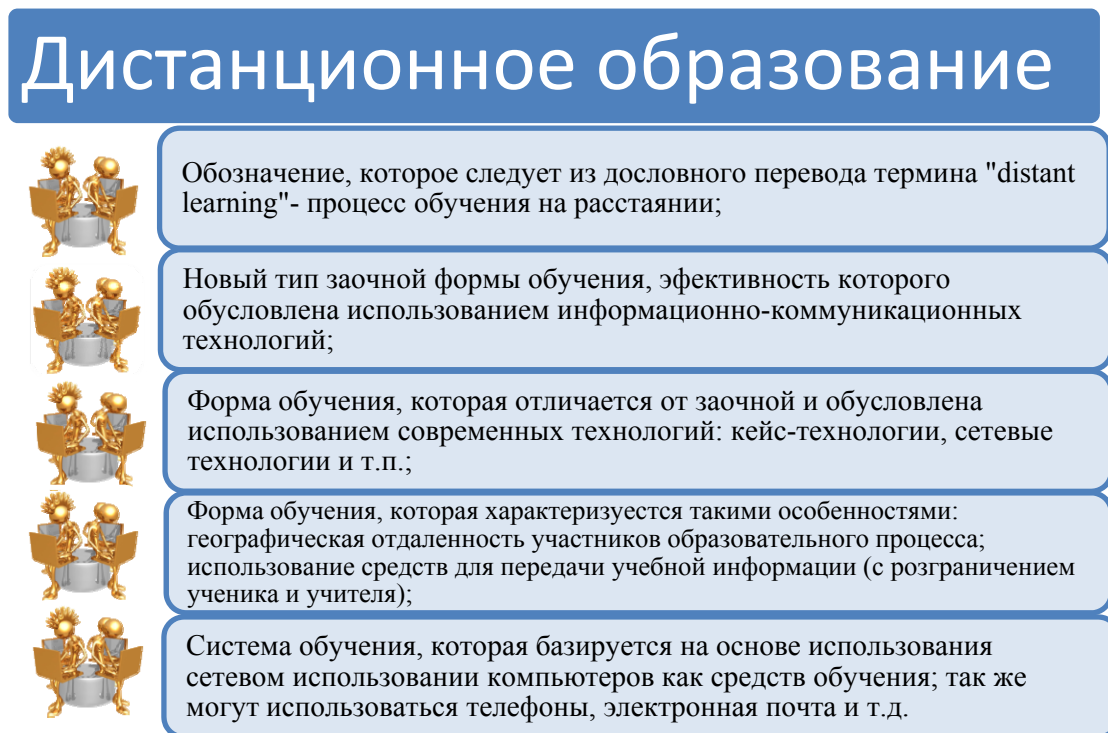 Дистанционное образование
Обозначение, которое следует из дословного перевода термина "distant
learning"- процесс обучения на расстаянии;
Новый тип заочной формы обучения, эфективность которого
обусловлена использованием информационно-коммуникационных
технологий;
Форма обучения, которая отличается от заочной и обусловлена
использованием современных технологий: кейс-технологии, сетевые
технологии и т.п.;
Форма обучения, которая характеризуестся такими особенностями:
географическая отдаленность участников образовательного процесса;
использование средств для передачи учебной информации (с розграничением
ученика и учителя);
Система обучения, которая базируется на основе использования
сетевом использовании компьютеров как средств обучения; так же
могут использоваться телефоны, электронная почта и т.д.